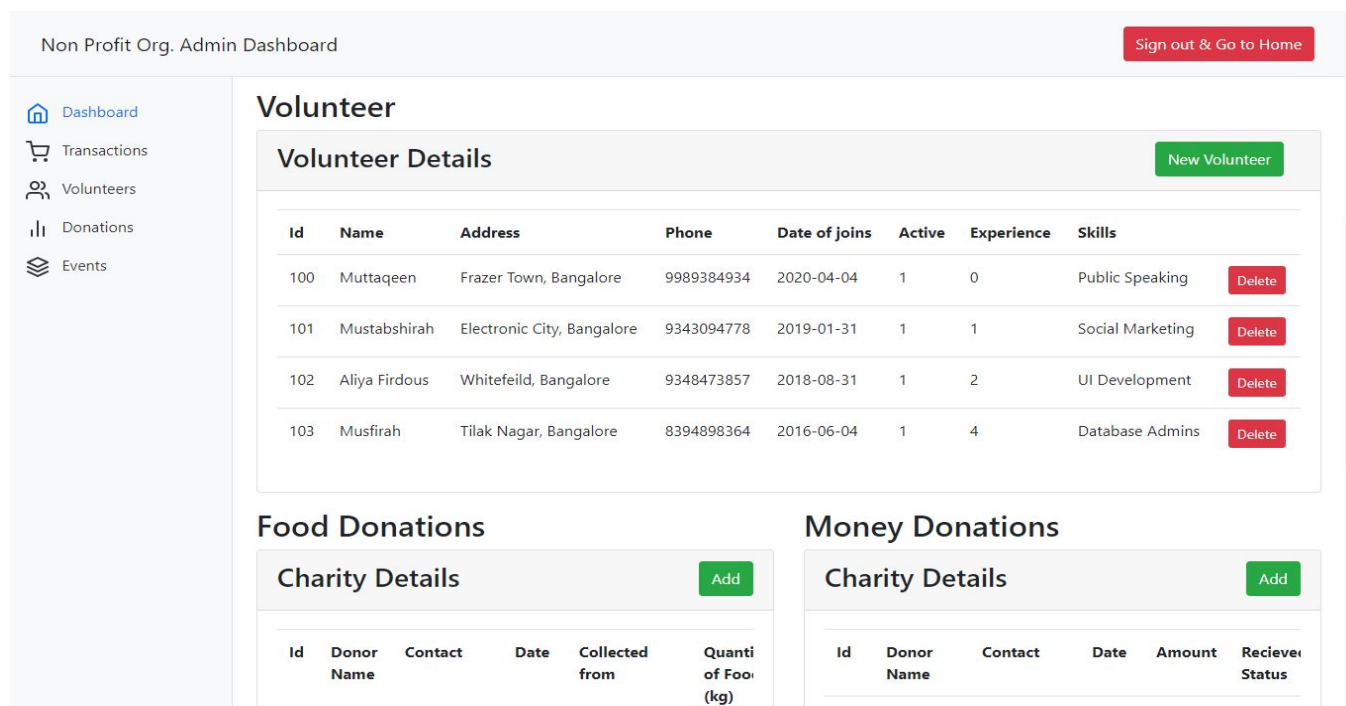 Non Profit Org. Admin Dashboard
Sign out & Go to Home
Dashboard
Transactions
Volunteers
Donations
Events
Volunteer
Volunteer Details
New Volunteer
Id Name Address Phone Date of joins Active Experience Skills
100 Muttaqeen Frazer Town, Bangalore 9989384934 2020-04-04 1 0 Public Speaking Delete
101 Mustabshirah Electronic City, Bangalore 9343094778 2019-01-31 1 1 Social Marketing Delete
102 Aliya Firdous Whitefeild, Bangalore 9348473857 2018-08-31 1 2 UI Development Delete
103 Musfirah Tilak Nagar, Bangalore 8394898364 2016-06-04 1 4 Database Admins Delete
Food Donations
Charity Details
Add
Id Donor Contact Date Collected
Name from of
(kg)
Money Donations
Charity Details
Add
Id Donor Contact Date Amount
Name Status